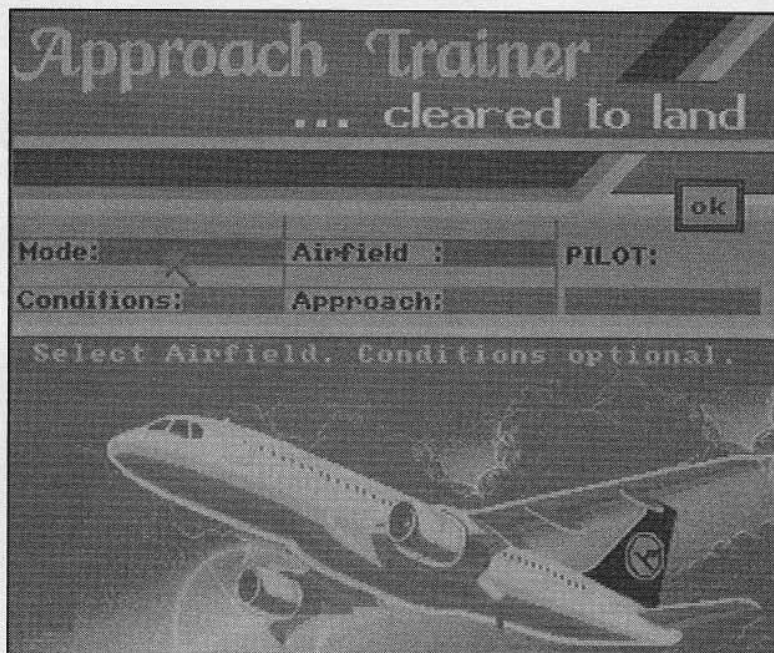 Approach Trainer
... cleared to land
ok
Mode: Airfield : PILOT:
Conditions: Approach:
Select Airfield. Conditions optional.